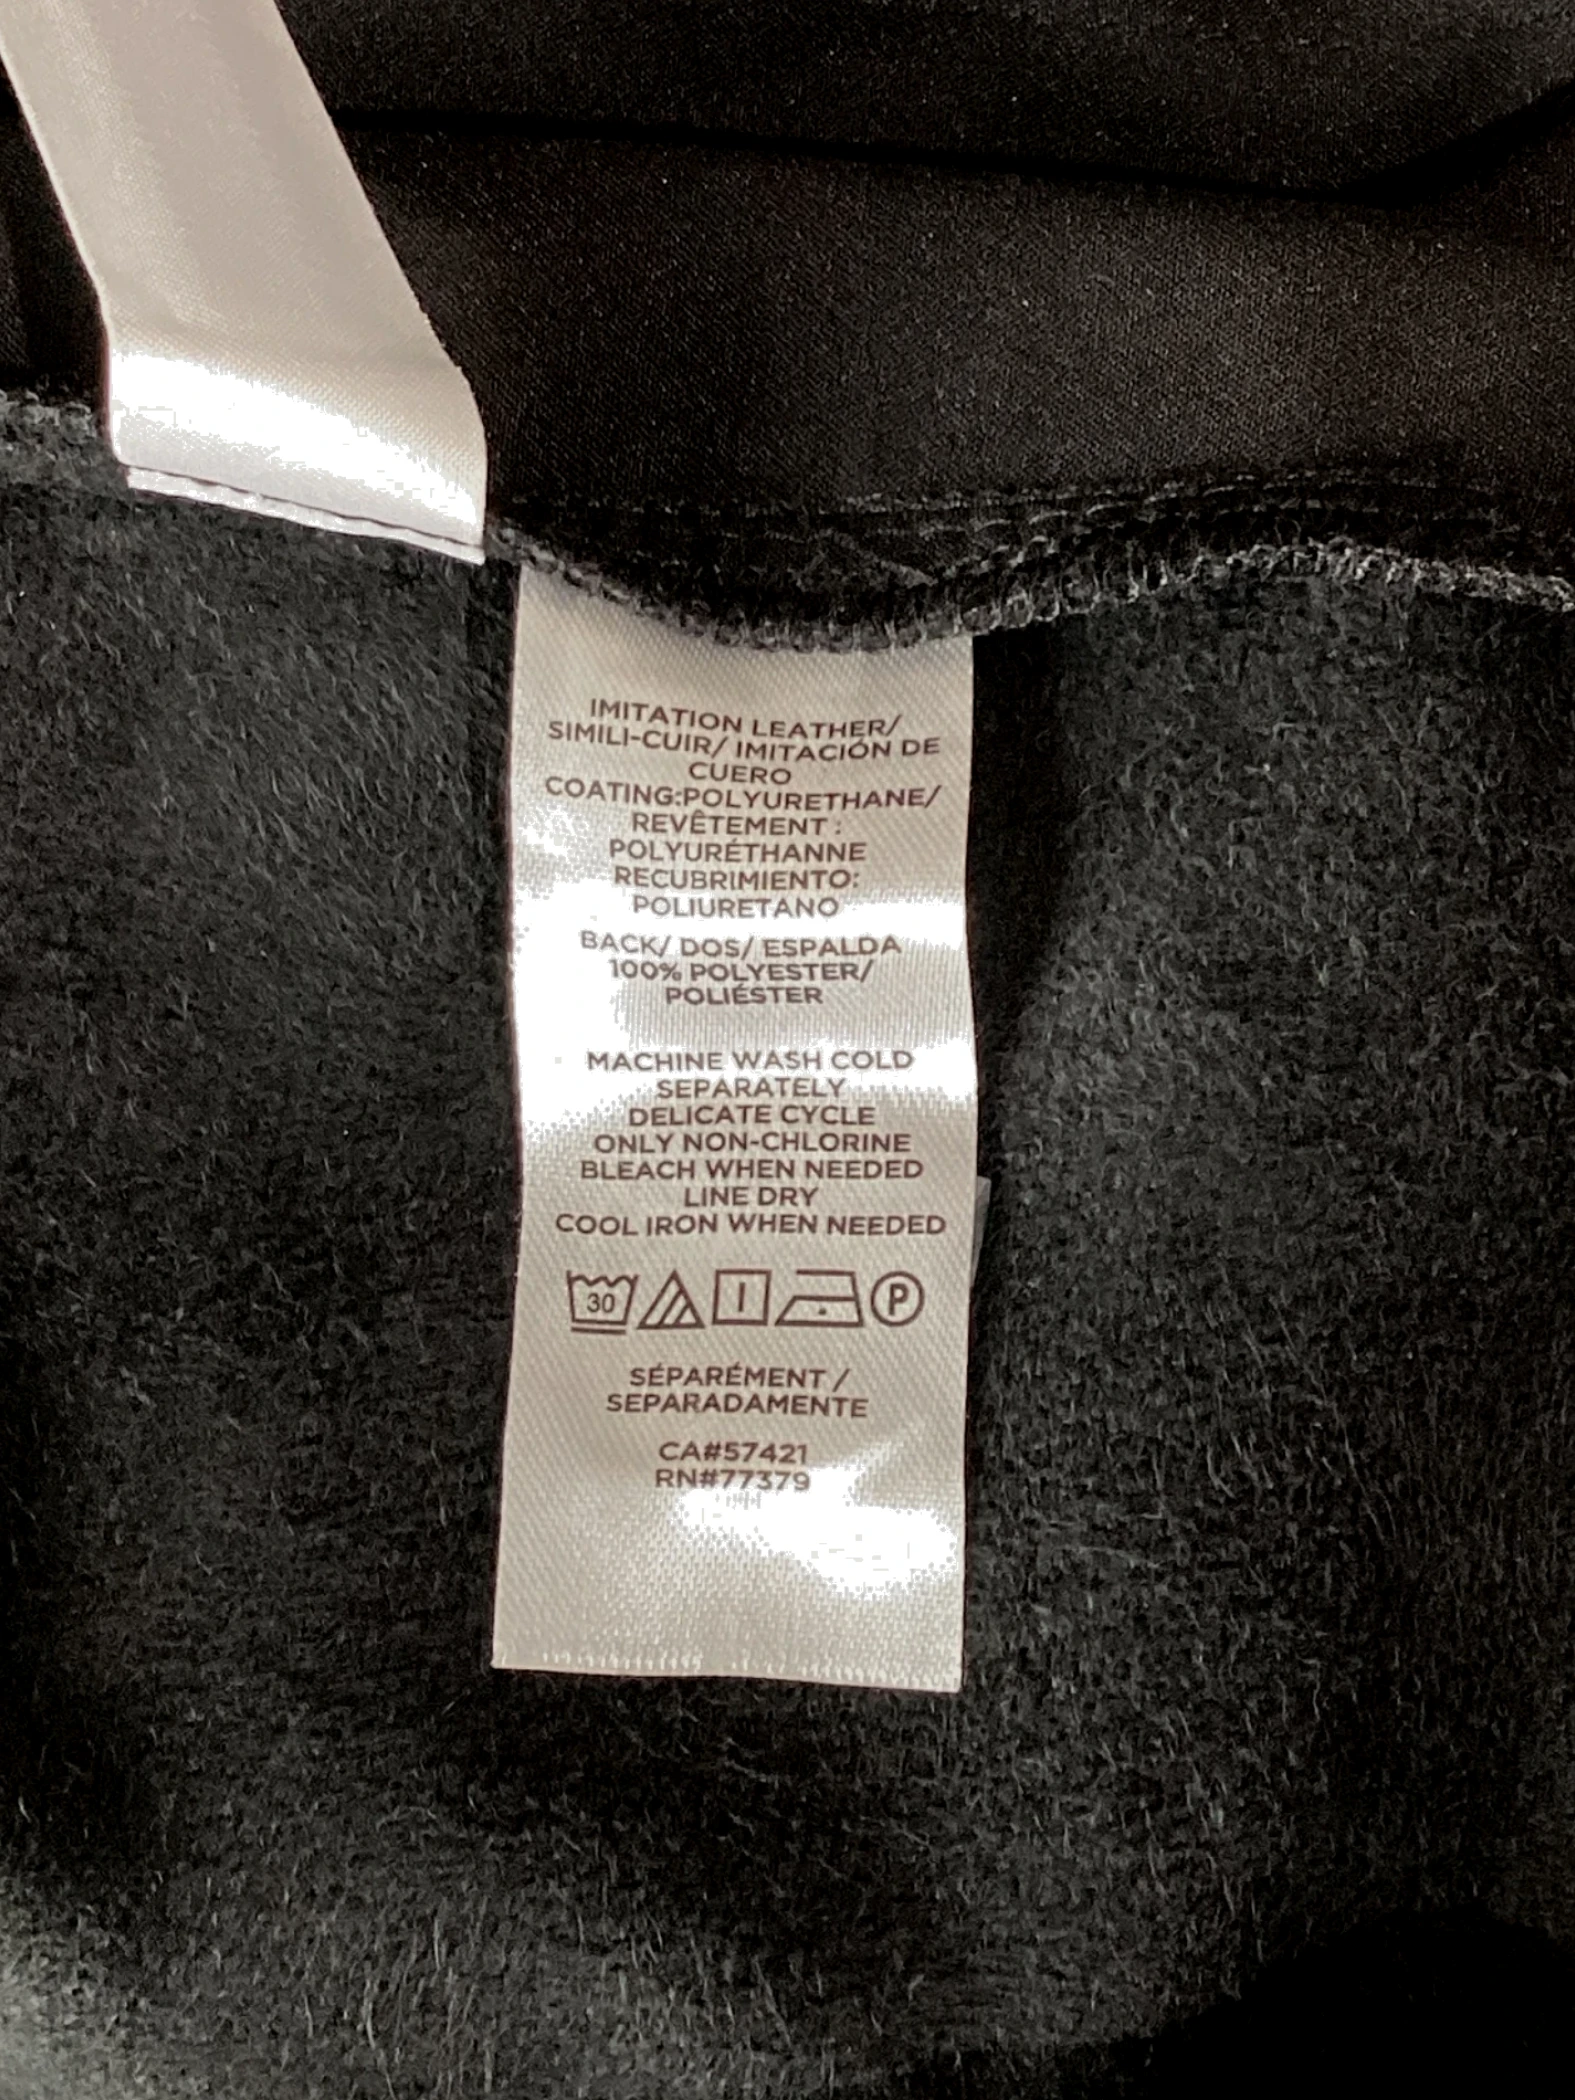 IMITATION LEATHER/
SIMILI-CUIR/ IMITACIÓN DE
CUERO
COATING:POLYURETHANE/
REVÊTEMENT :
POLYURÉTHANNE
RECUBRIMIENTO:
POLIURETANO
BACK/ DOS/ ESPALDA
100% POLYESTER/
POLIÉSTER
MACHINE WASH COLD
SEPARATELY
DELICATE CYCLE
ONLY NON-CHLORINE
BLEACH WHEN NEEDED
LINE DRY
COOL IRON WHEN NEEDED
30 P
SÉPARÉMENT /
SEPARADAMENTE
CA#57421
RN#77379